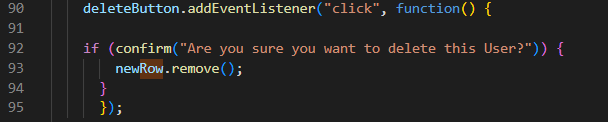 90 deleteButton.addEventListener("click", function() {
91
92 if (confirm("Are you sure you want to delete this User?")) {
93 newRow.remove();
94 }
95 });